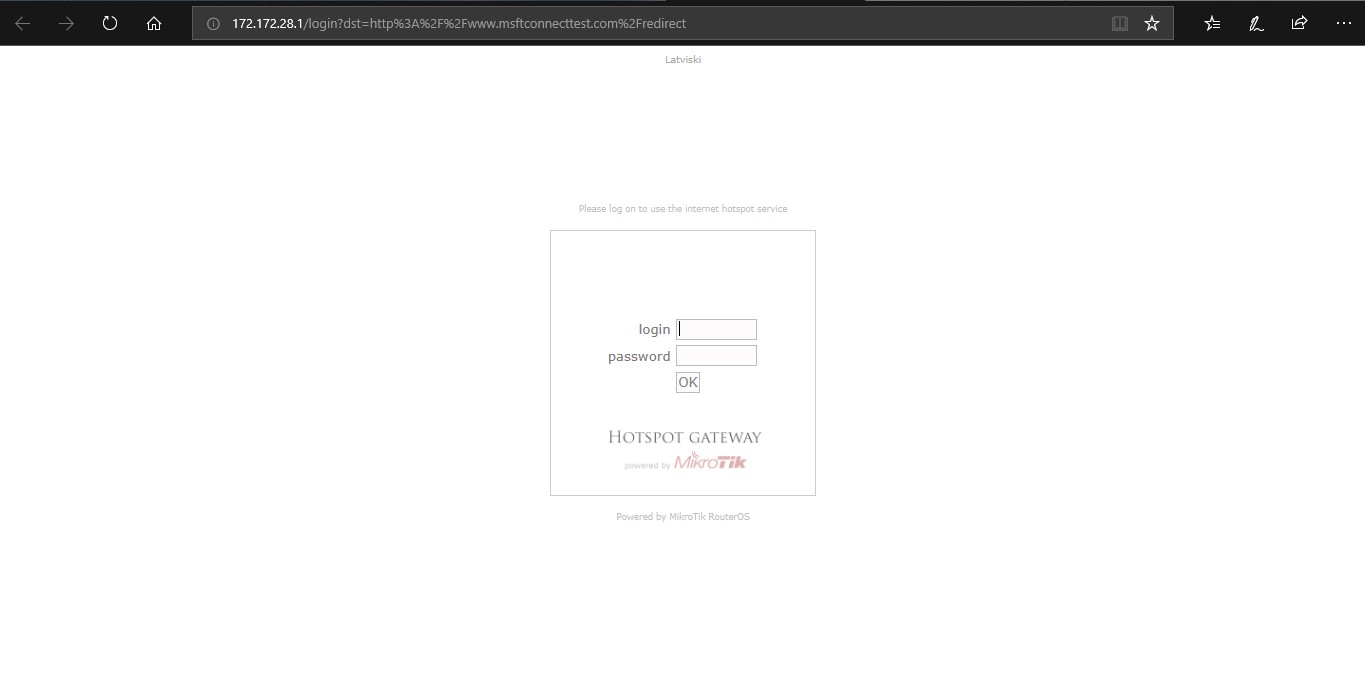 172.172.28.1/login?dst=http%3A%2F%2Fwww.msftconnecttest.com%2Fredirect
Latviski
Please log on to use the internet hotspot service
login
password
OK
HOTSPOT GATEWAY
powered by MikroTik
Powered by MikroTik RouterOS